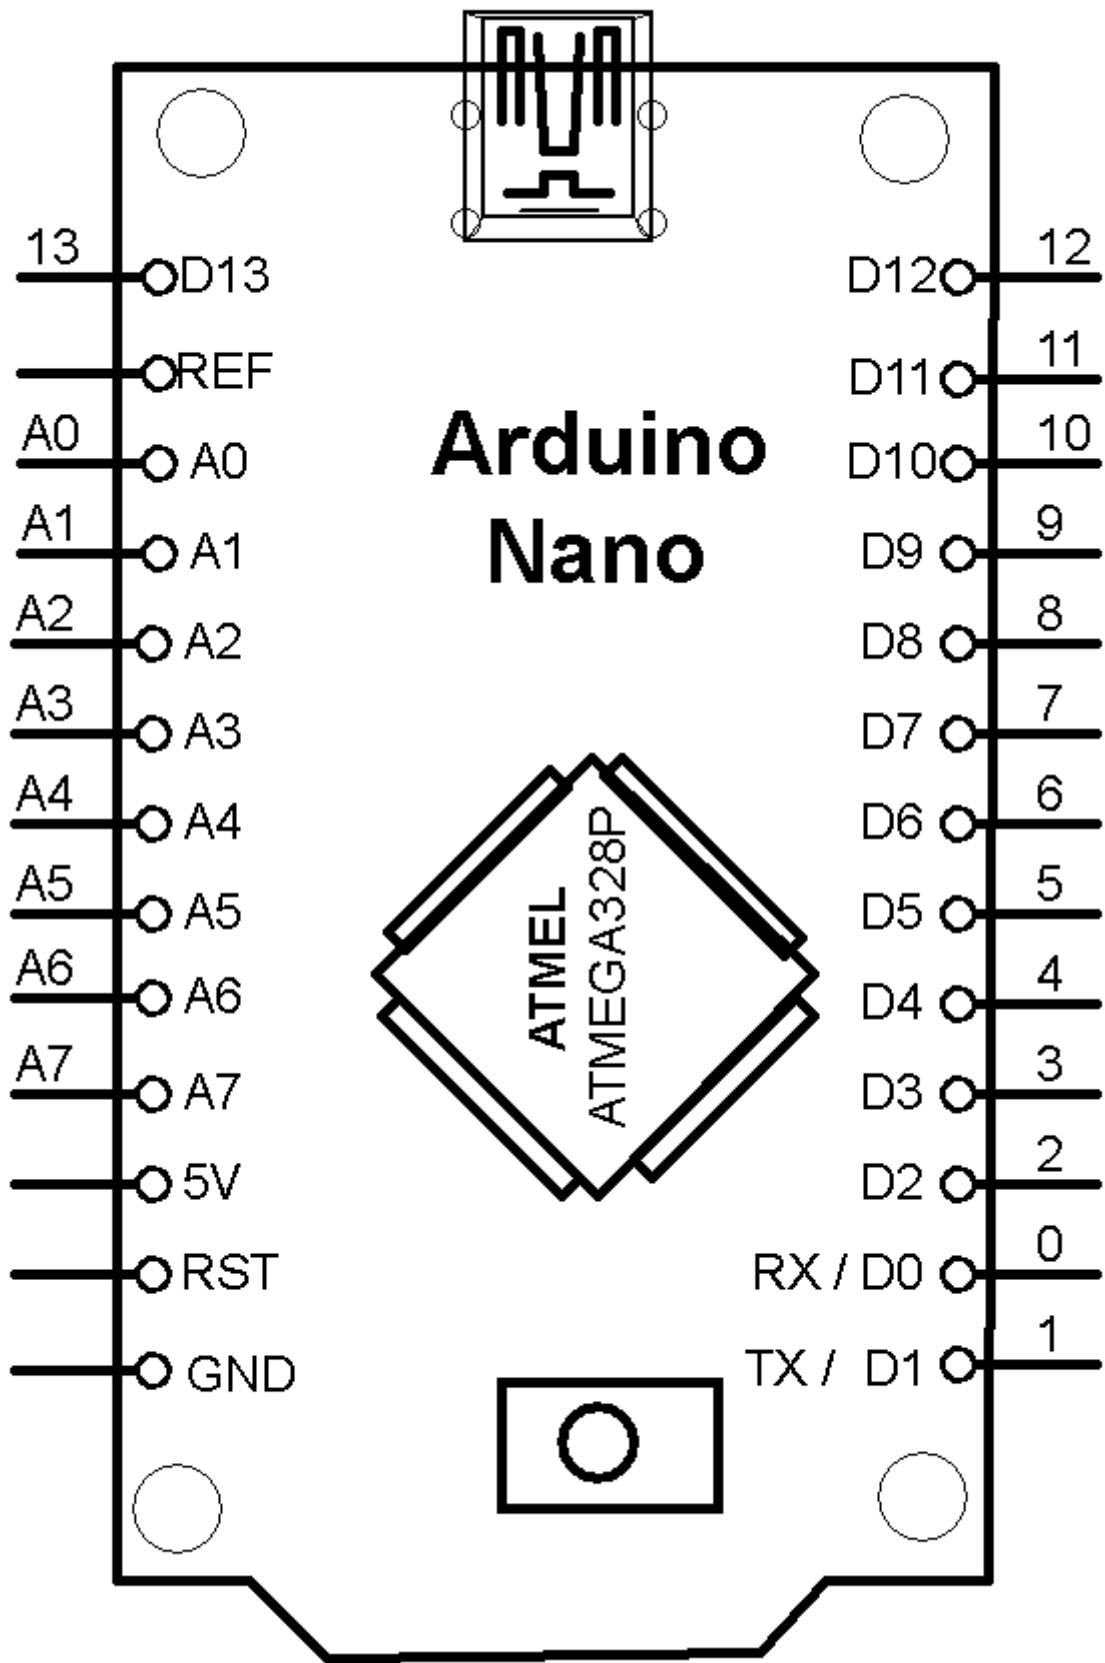 13 D13 D12 12
REF D11 11
A0 A0 D10 10
Arduino
A1 A1 D9 9
Nano
A2 A2 D8 8
A3 A3 D7 7
A4 A4 D6 6
A5 A5 D5 5
ATMEL
ATMEGA328P
A6 A6 D4 4
A7 A7 D3 3
5V D2 2
RST RX / D0 0
GND TX / D1 1